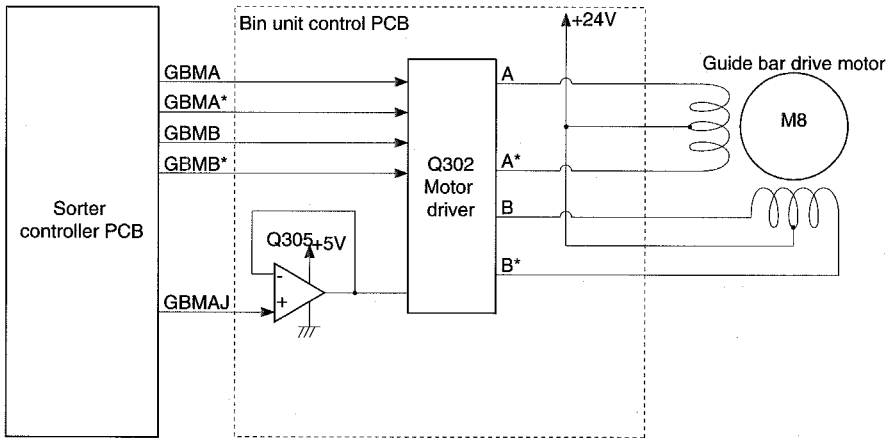 Bin unit control PCB
+24V
Guide bar drive motor
M8
GBMA
GBMA*
GBMB
GBMB*
GBMAJ
Sorter
controller PCB
Q302
Motor
driver
A
A*
B
B*
Q305
+5V
-
+